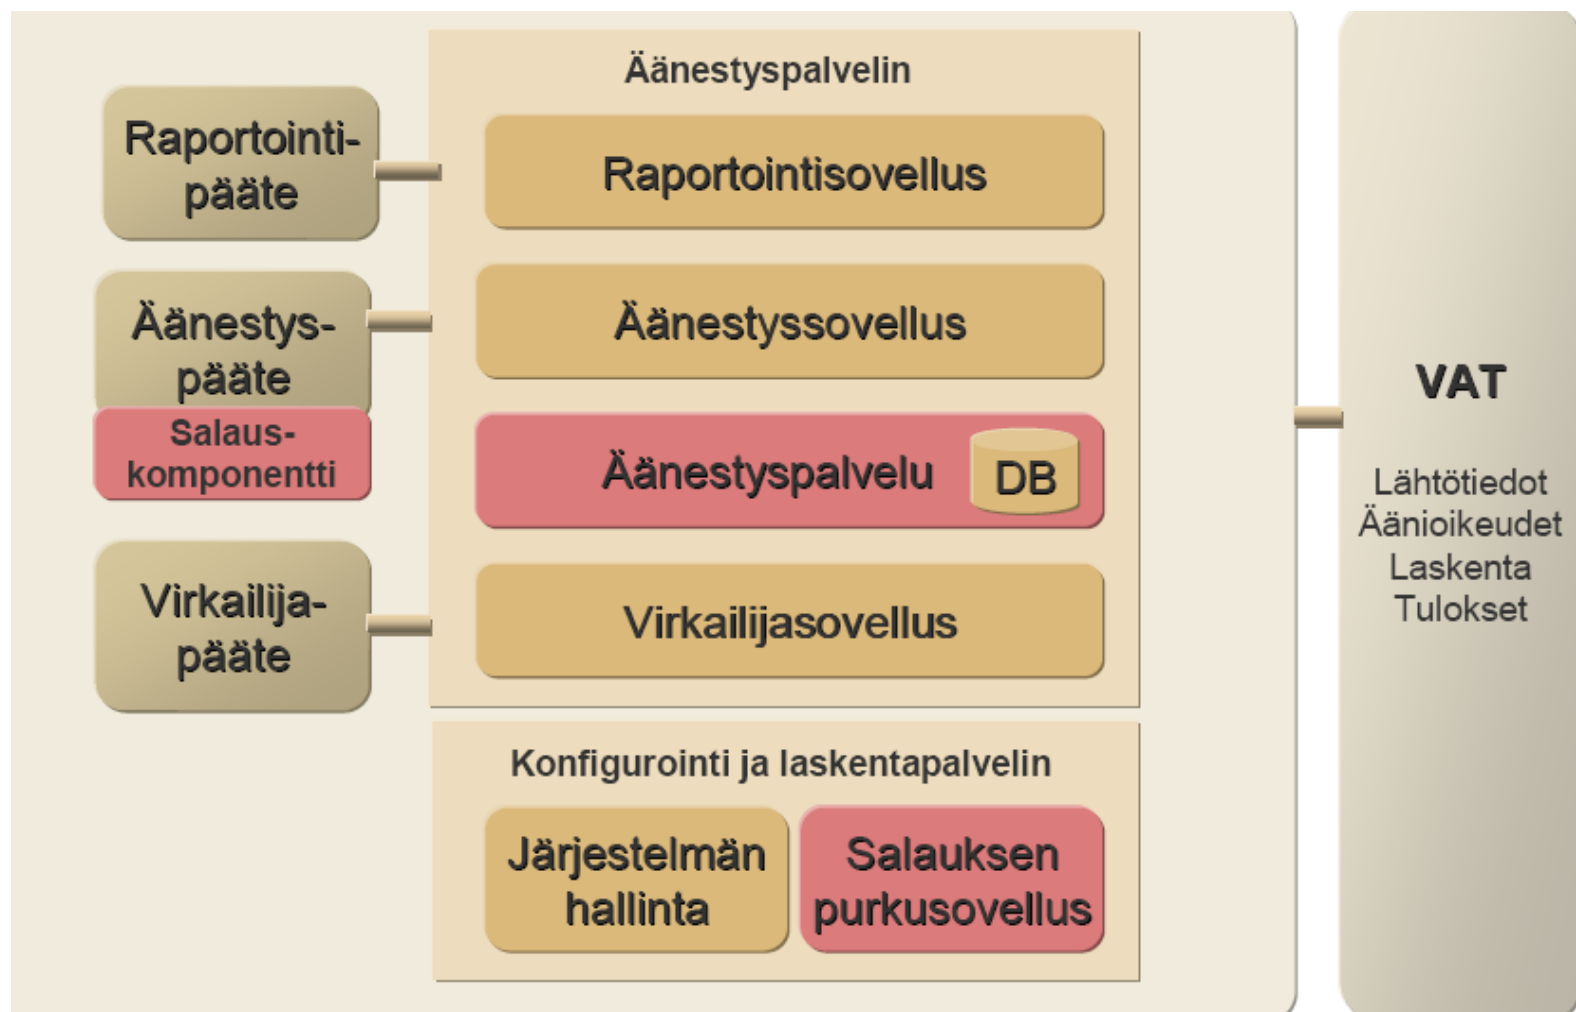 Äänestyspalvelin
Raportointi-
pääte
Raportointisovellus
Äänestys-
pääte
Salaus-
komponentti
Äänestyssovellus
Äänestyspalvelu
DB
Virkailija-
pääte
Virkailijasovellus
Konfigurointi ja laskentapalvelin
Järjestelmän
hallinta
Salauksen
purkusovellus
VAT
Lähtötiedot
Äänioikeudet
Laskenta
Tulokset